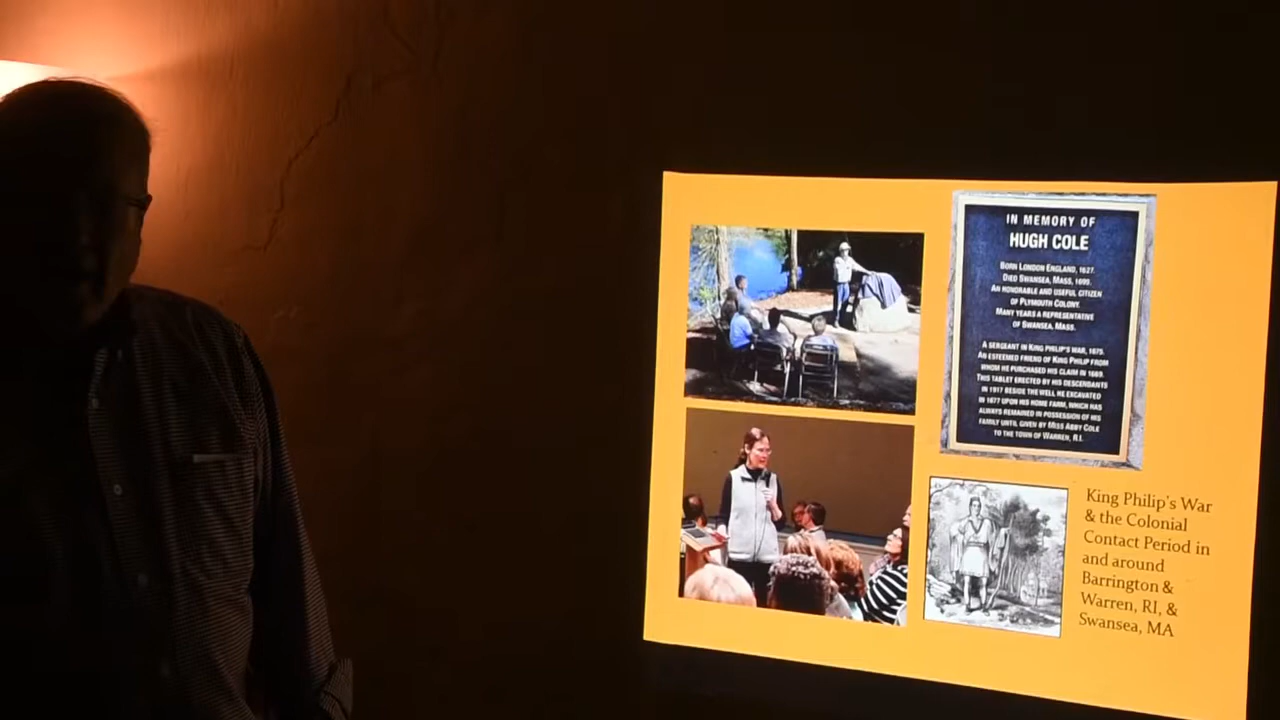 IN MEMORY OF
HUGH COLE
BORN LONDON ENGLAND, 1627.
DIED SWANSEA, MASS, 1699.
AN HONORABLE AND USEFUL CITIZEN
OF PLYMOUTH COLONY.
MANY YEARS A REPRESENTATIVE
OF SWANSEA, MASS.
A SERGEANT IN KING PHILIP'S WAR, 1675.
AN ESTEEMED FRIEND OF KING PHILIP FROM
WHOM HE PURCHASED HIS CLAIM IN 1669.
THIS TABLET ERECTED BY HIS DESCENDANTS
IN 1917 BESIDE THE WELL HE EXCAVATED
IN 1677 UPON HIS HOME FARM, WHICH HAS
ALWAYS REMAINED IN POSSESSION OF HIS
FAMILY UNTIL GIVEN BY MISS ABBY COLE
TO THE TOWN OF WARREN, R.I.
King Philip's War
& the Colonial
Contact Period in
and around
Barrington &
Warren, RI, &
Swansea, MA